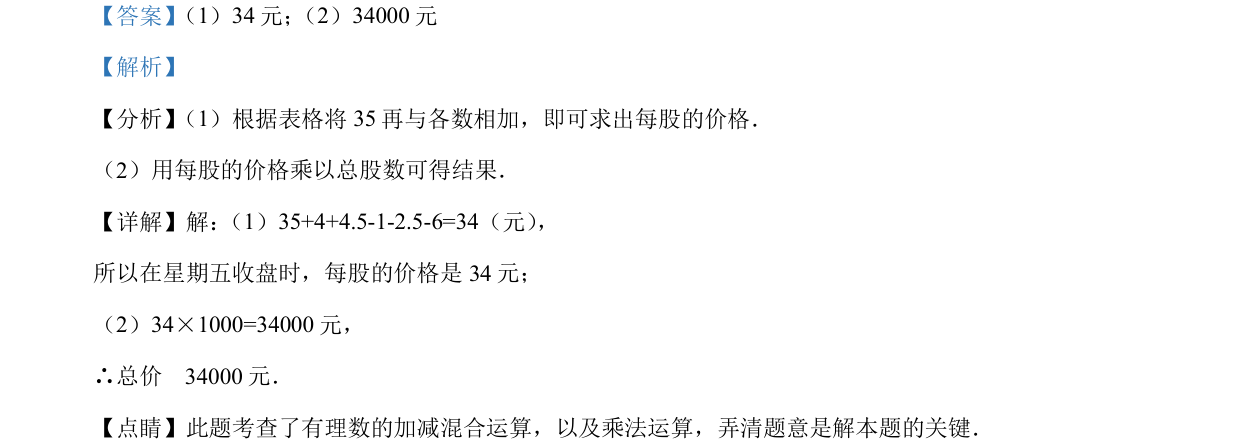 【答案】（1）34 元；（2）34000 元
【解析】
【分析】（1）根据表格将 35 再与各数相加，即可求出每股的价格．
（2）用每股的价格乘以总股数可得结果．
【详解】解：（1）35+4+4.5-1-2.5-6=34（元），
所以在星期五收盘时，每股的价格是 34 元；
（2）34×1000=34000 元，
∴总价 34000 元．
【点睛】此题考查了有理数的加减混合运算，以及乘法运算，弄清题意是解本题的关键．